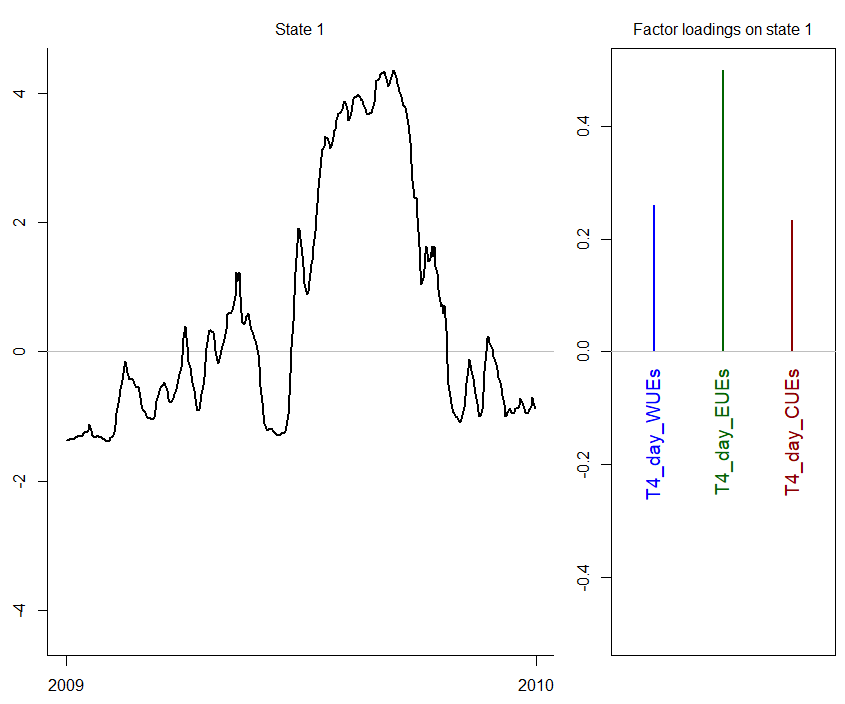 State 1
4
2
0
-2
-4
2009
2010
Factor loadings on state 1
0.4
0.2
0.0
-0.2
-0.4
T4_day_WUEs
T4_day_EUEs
T4_day_CUEs